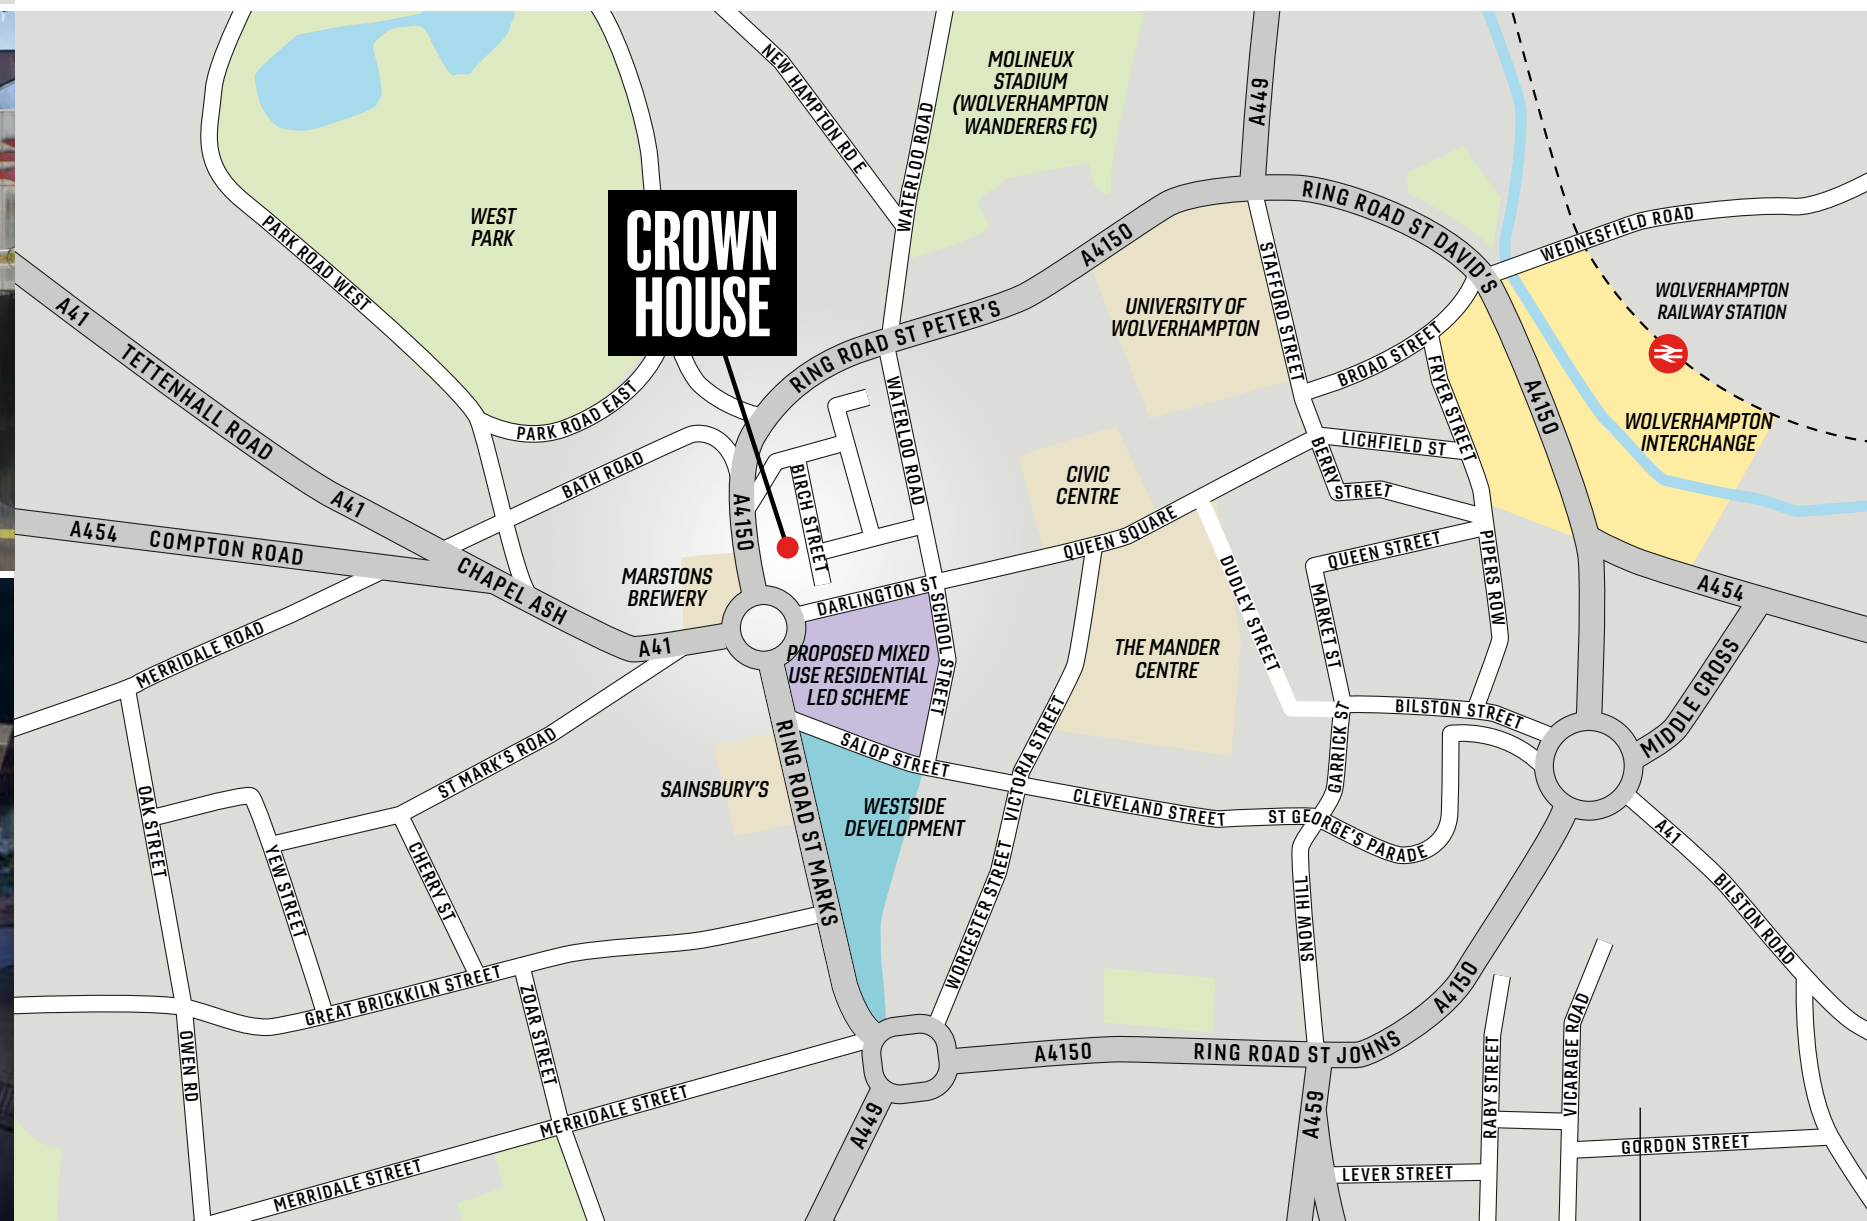 MOLINEUX
STADIUM
(WOLVERHAMPTON
WANDERERS FC)
NEW HAMPTON RD E
WATERLOO ROAD
A449
WEST
PARK
PARK ROAD WEST
CROWN
HOUSE
A4150
RING ROAD ST DAVID'S
WEDNESFIELD ROAD
STAFFORD STREET
UNIVERSITY OF
WOLVERHAMPTON
WOLVERHAMPTON
RAILWAY STATION
A41
TETTENHALL ROAD
RING ROAD ST PETER'S
BROAD STREET
FRYER STREET
A4150
WOLVERHAMPTON
INTERCHANGE
PARK ROAD EAST
WATERLOO ROAD
LICHFIELD ST
BERRY
STREET
BATH ROAD
BIRCH STREET
CIVIC
CENTRE
A41
A4150
A454
COMPTON ROAD
QUEEN SQUARE
QUEEN STREET
PIPERS ROW
CHAPEL ASH
MARSTONS
BREWERY
DARLINGTON ST
DUDLEY STREET
MARKET ST
A454
SCHOOL STREET
MERRIDALE ROAD
A41
PROPOSED MIXED
USE RESIDENTIAL
LED SCHEME
THE MANDER
CENTRE
MIDDLE CROSS
BILSTON STREET
GARRICK ST
VICTORIA STREET
SALOP STREET
ST MARK'S ROAD
RING ROAD ST MARKS
SAINSBURY'S
WESTSIDE
DEVELOPMENT
CLEVELAND STREET
ST GEORGE'S PARADE
OAK STREET
YEW STREET
CHERRY ST
A41
BILSTON ROAD
WORCESTER STREET
SNOW HILL
GREAT BRICKKILN STREET
ZOAR STREET
A4150
OWEN RD
A4150
RING ROAD ST JOHNS
RABY STREET
VICARAGE ROAD
MERRIDALE STREET
A449
A459
GORDON STREET
MERRIDALE STREET
LEVER STREET